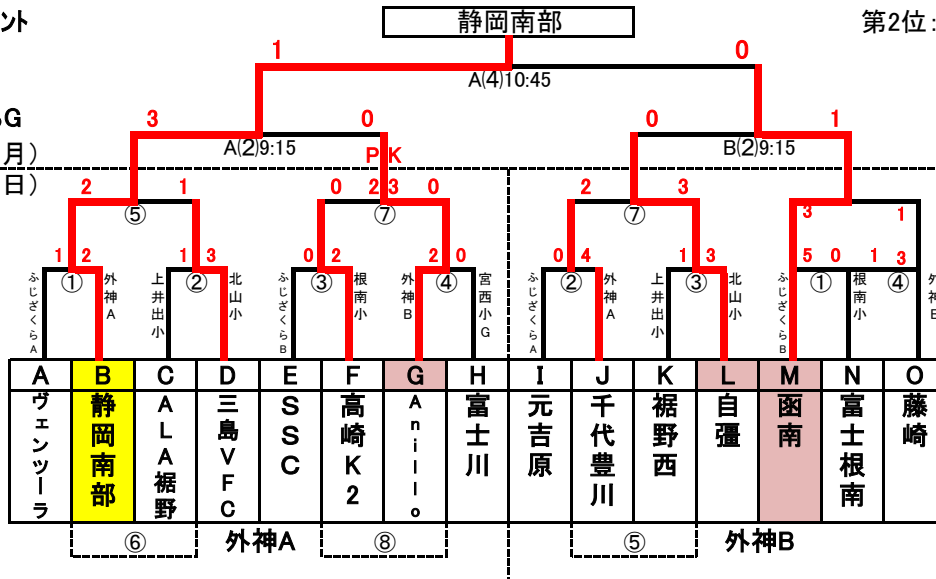 ント
静岡南部
第2位:
1
0
A(4)10:45
G
3
0
0
1
A(2)9:15
B(2)9:15
月)
PK
日)
2
1
0
2
3
0
2
3
3
1
⑤
⑦
⑦
1
2
1
3
0
2
2
0
0
4
1
3
5
0
1
3
①
②
③
④
②
③
①
④
ふじざくらA
外神A
上井出小
北山小
ふじざくらB
根南小
外神B
宮西小G
ふじざくらA
外神A
上井出小
北山小
ふじざくらB
根南小
外神B
A B C D E F G H I J K L M N O
ヴェンツーラ
静岡南部
ALA裾野
三島VFC
SSC
高崎K2
Anillo
富士川
元吉原
千代豊川
裾野西
自彊
函南
富士根南
藤崎
⑥
外神A
⑧
⑤
外神B